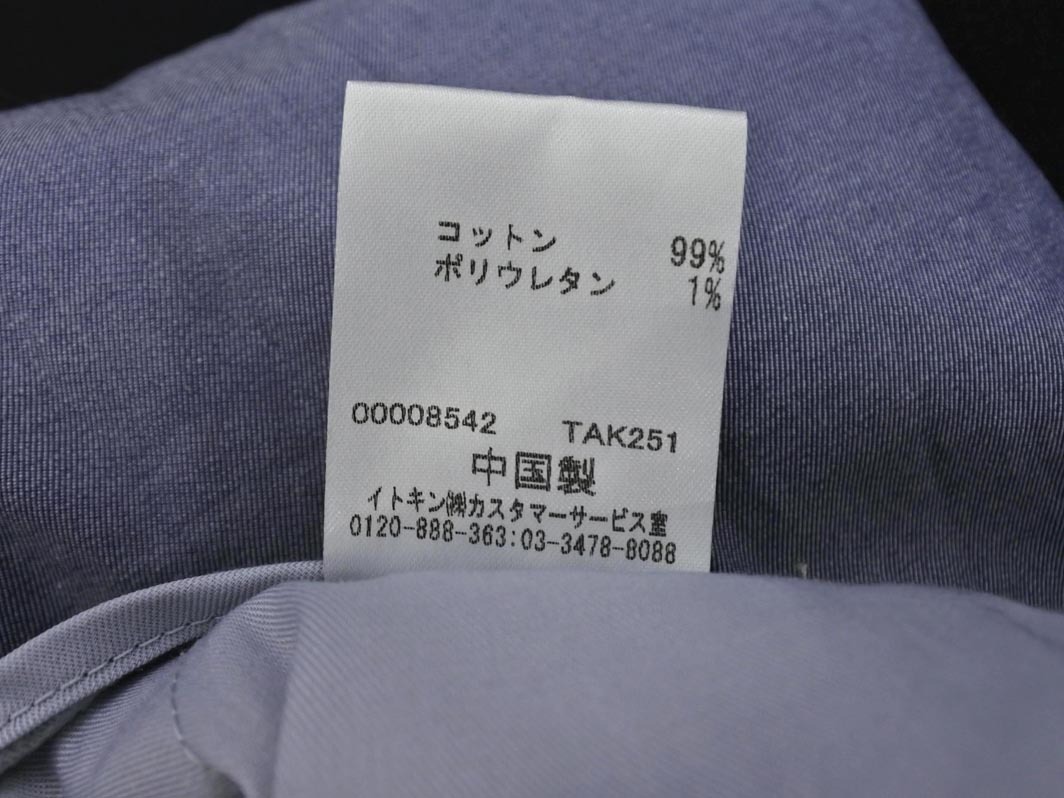 コットン 99%
ポリウレタン 1%
00008542 TAK251
中国製
イトキン㈱カスタマーサービス室
0120-888-363:03-3478-8088